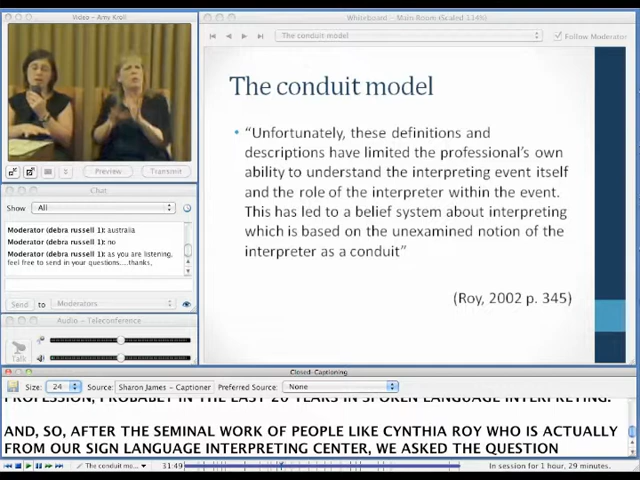 Video - Amy Kroll
Preview
Transmit
Chat
Show
All
Moderator (debra russell 1): australia
Moderator (debra russell 1): no
Moderator (debra russell 1): as you are listening,
feel free to send in your questions....thanks,
Send
to
Moderators
Audio - Teleconference
Talk
Whiteboard - Main Room (Scaled 114%)
The conduit model
Follow Moderator
The conduit model
• “Unfortunately, these definitions and
descriptions have limited the professional’s own
ability to understand the interpreting event itself
and the role of the interpreter within the event.
This has led to a belief system about interpreting
which is based on the unexamined notion of the
interpreter as a conduit”
(Roy, 2002 p. 345)
Closed-Captioning
Size: 24 Source: Sharon James - Captioner Preferred Source: None
PROFESSION, PROBABLY IN THE LAST 20 YEARS IN SPOKEN LANGUAGE INTERPRETING.
AND, SO, AFTER THE SEMINAL WORK OF PEOPLE LIKE CYNTHIA ROY WHO IS ACTUALLY
FROM OUR SIGN LANGUAGE INTERPRETING CENTER, WE ASKED THE QUESTION
The conduit mo...
31:49
In session for 1 hour, 29 minutes.